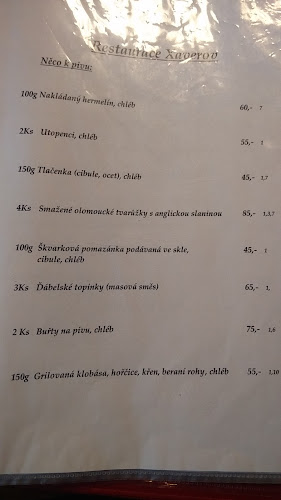 Restaurace Xaverov
Něco k pivu:
100g Nakládaný hermelín, chléb 60,- 7
2Ks Utopenci, chléb 55,- 1
150g Tlačenka (cibule, ocet), chléb 45,- 1,7
4Ks Smažené olomoucké tvarůžky s anglickou slaninou 85,- 1,3,7
100g Škvarková pomazánka podávaná ve skle, 45,- 1
cibule, chléb
3Ks Ďábelské topinky (masová směs) 65,- 1,
2 Ks Buřty na pivu, chléb 75,- 1,6
150g Grilovaná klobása, hořčice, křen, beraní rohy, chléb 55,- 1,10